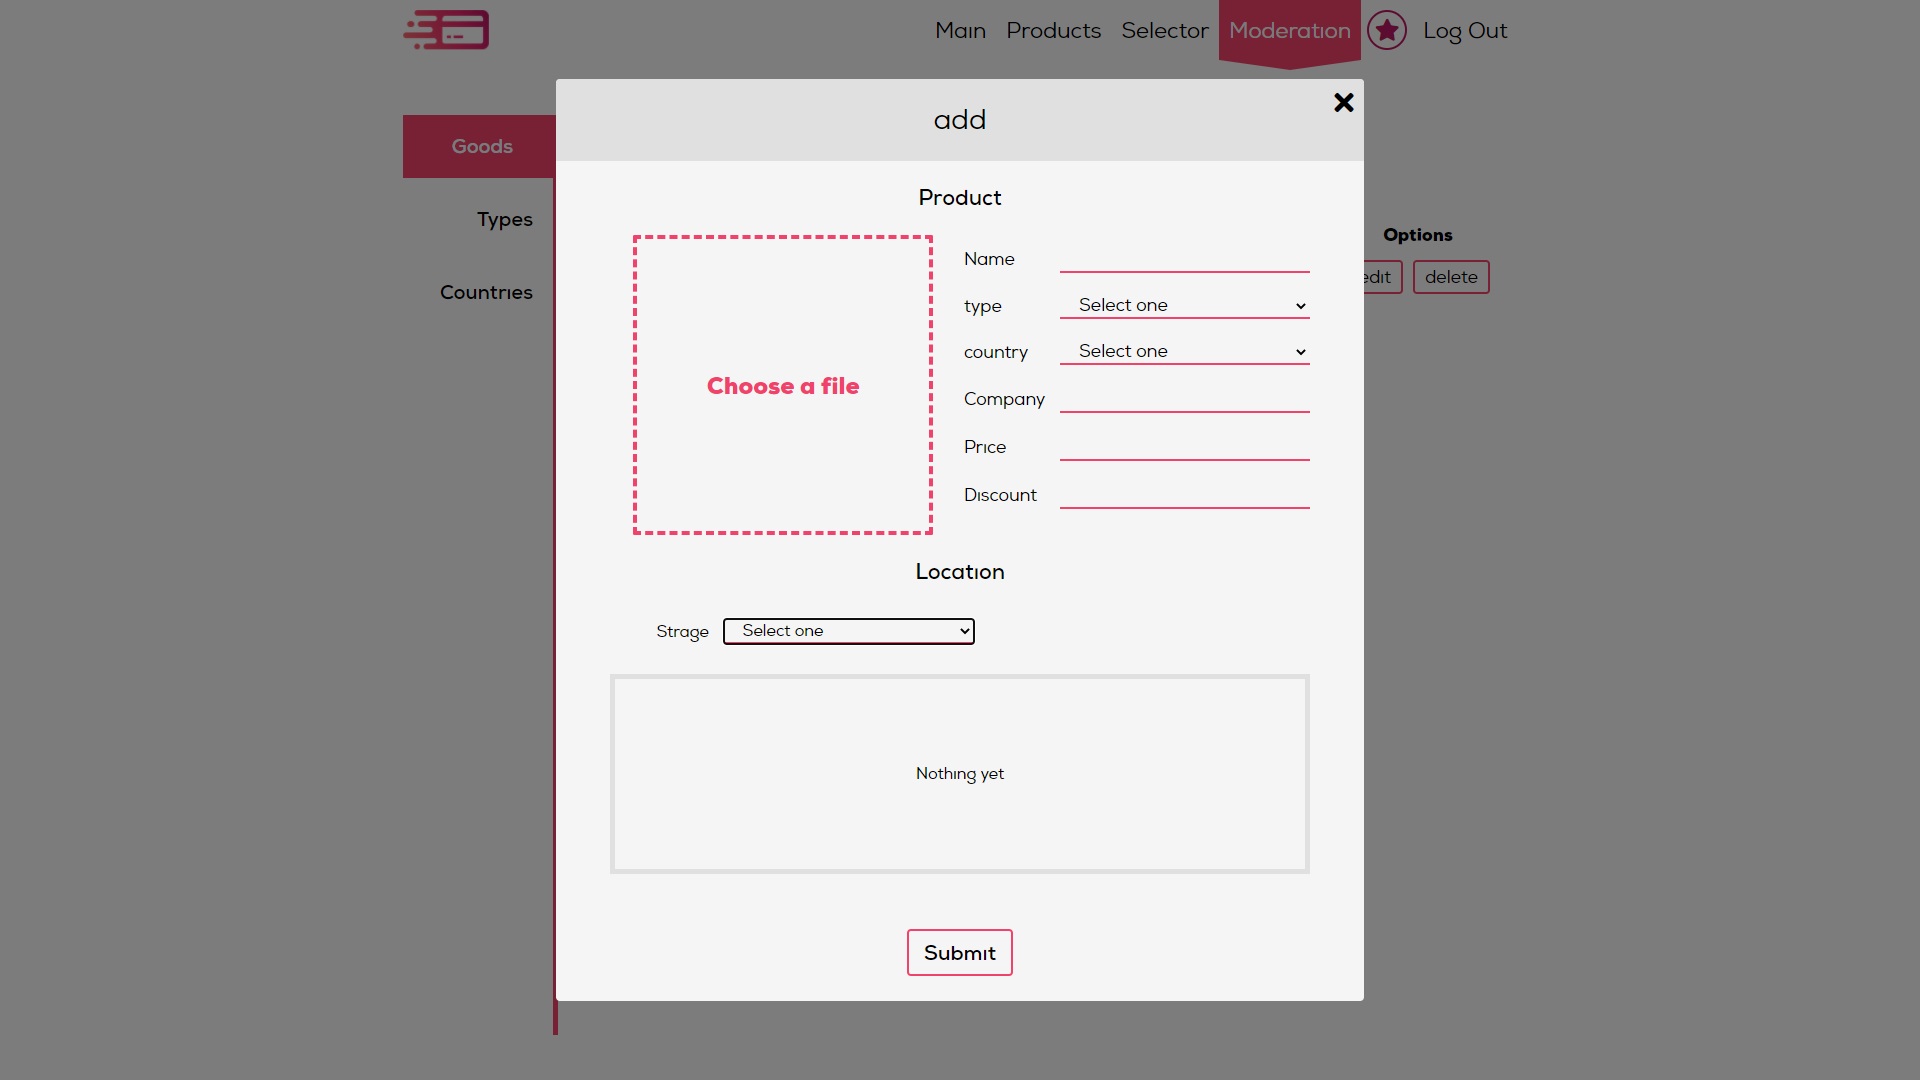 Main Products Selector Moderation Log Out
Goods
Types
Countries
Options
edit delete
add
Product
Choose a file
Name
type Select one
country Select one
Company
Price
Discount
Location
Strage Select one
Nothing yet
Submit